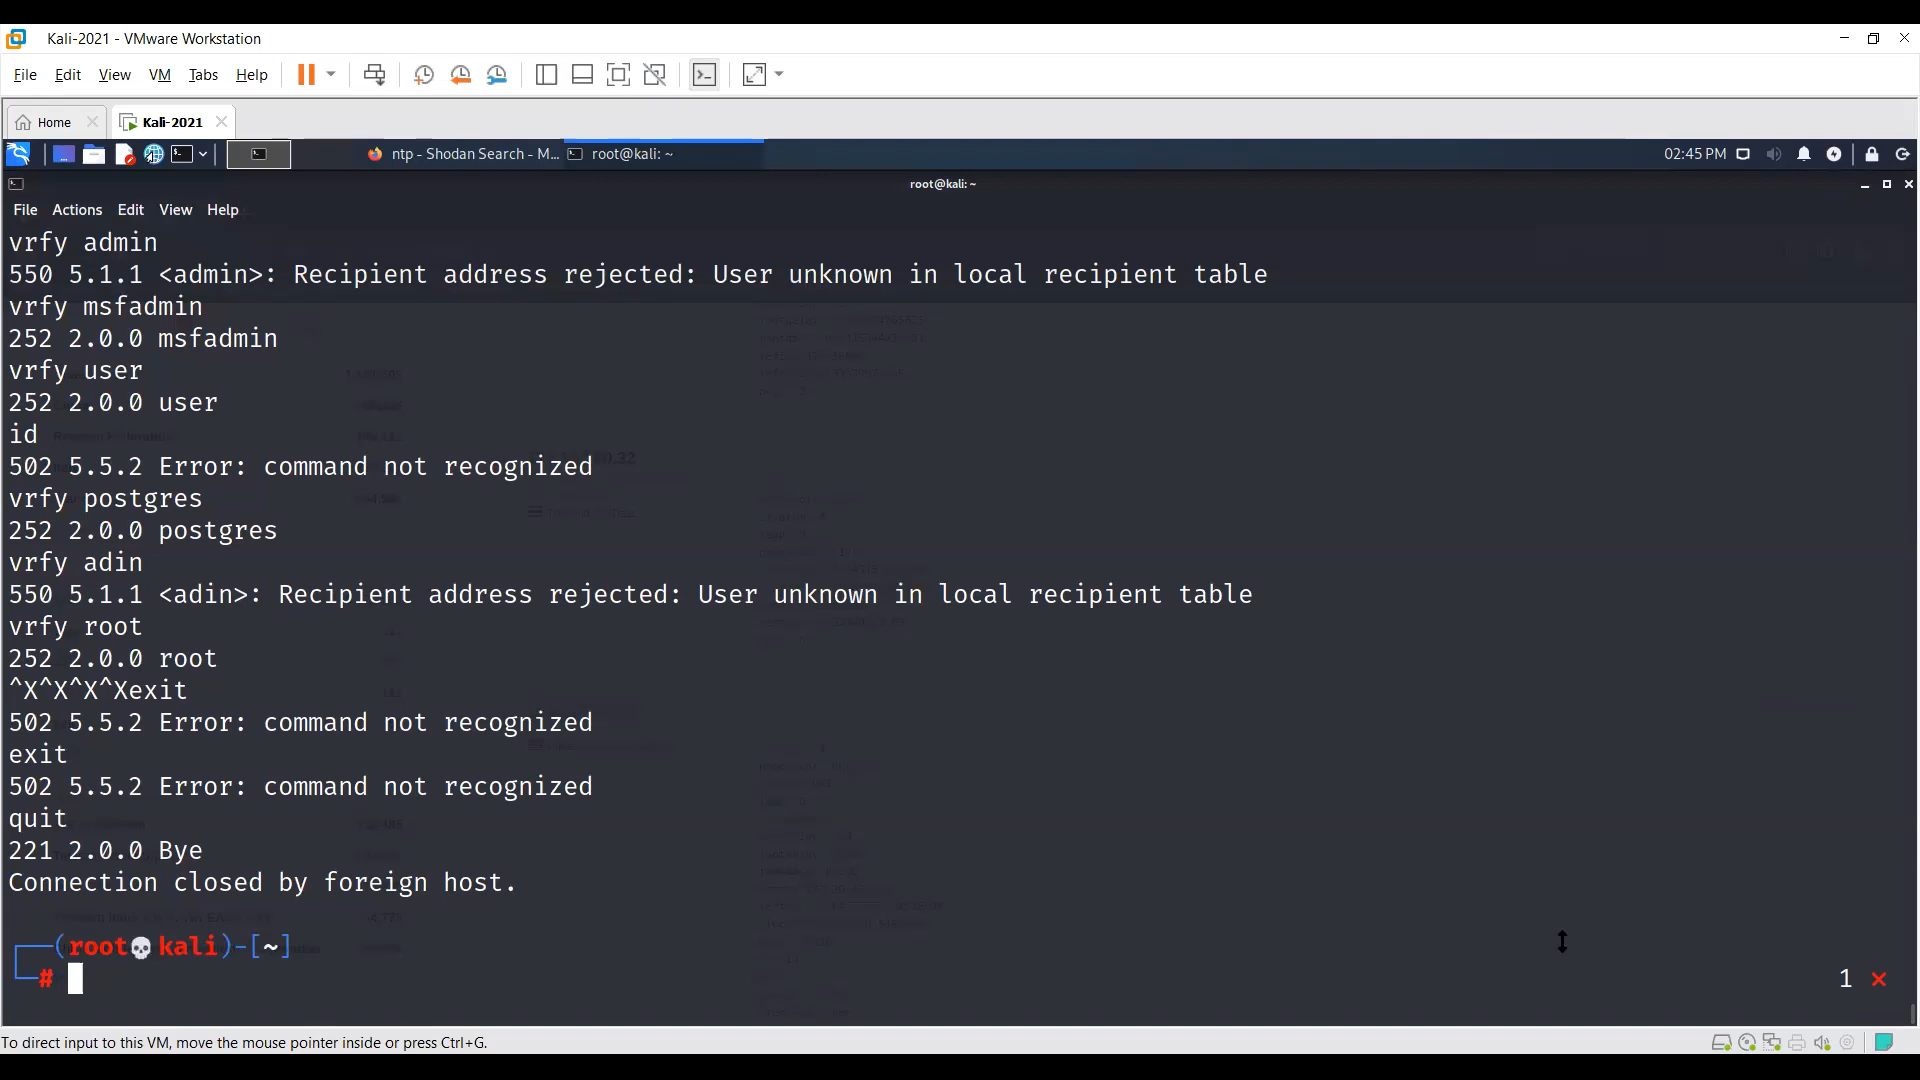 Kali-2021 - VMware Workstation
File Edit View VM Tabs Help
Home Kali-2021
ntp - Shodan Search - M... root@kali: ~ 02:45 PM
root@kali: ~
File Actions Edit View Help
vrfy admin
550 5.1.1 <admin>: Recipient address rejected: User unknown in local recipient table
vrfy msfadmin
252 2.0.0 msfadmin
vrfy user
252 2.0.0 user
id
502 5.5.2 Error: command not recognized
vrfy postgres
252 2.0.0 postgres
vrfy adin
550 5.1.1 <adin>: Recipient address rejected: User unknown in local recipient table
vrfy root
252 2.0.0 root
^X^X^X^Xexit
502 5.5.2 Error: command not recognized
exit
502 5.5.2 Error: command not recognized
quit
221 2.0.0 Bye
Connection closed by foreign host.
(root💀kali)-[~]
# 1 ✗
To direct input to this VM, move the mouse pointer inside or press Ctrl+G.